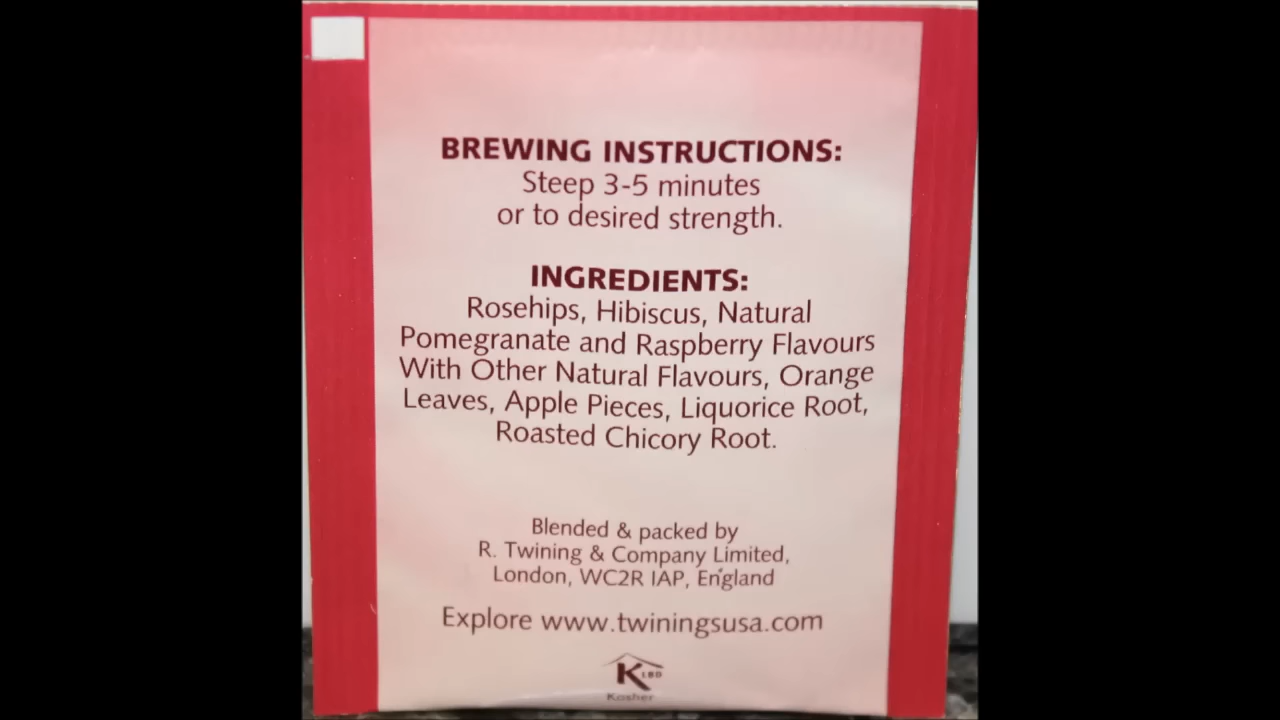 BREWING INSTRUCTIONS:
Steep 3-5 minutes
or to desired strength.
INGREDIENTS:
Rosehips, Hibiscus, Natural
Pomegranate and Raspberry Flavours
With Other Natural Flavours, Orange
Leaves, Apple Pieces, Liquorice Root,
Roasted Chicory Root.
Blended & packed by
R. Twining & Company Limited,
London, WC2R IAP, England
Explore www.twiningsusa.com
K LBD
Kosher